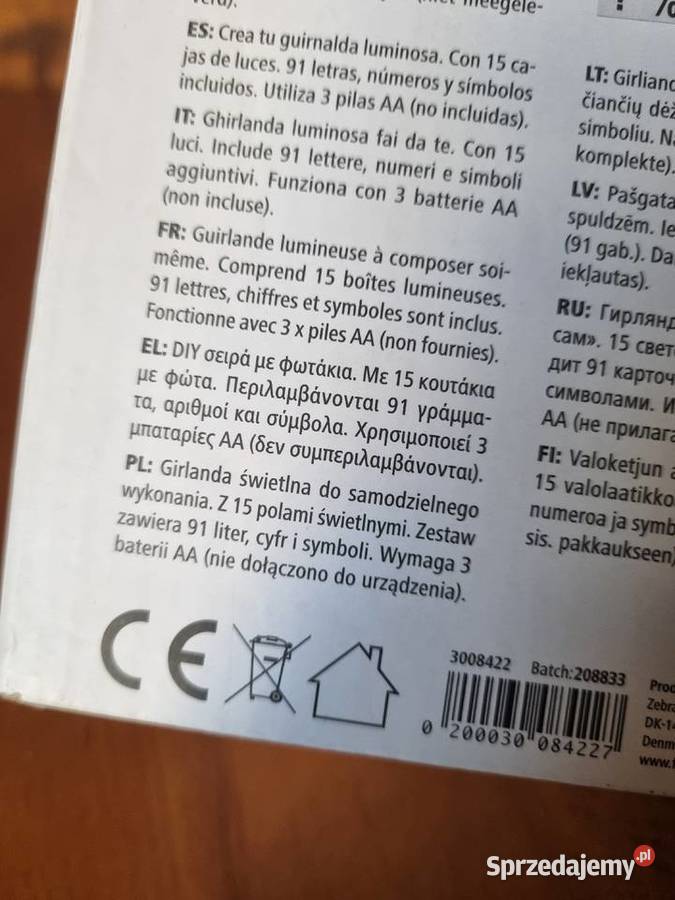 ES: Crea tu guirnalda luminosa. Con 15 ca-
jas de luces. 91 letras, números y símbolos
incluidos. Utiliza 3 pilas AA (no incluidas).
IT: Ghirlanda luminosa fai da te. Con 15
luci. Include 91 lettere, numeri e simboli
aggiuntivi. Funziona con 3 batterie AA
(non incluse).
FR: Guirlande lumineuse à composer soi-
même. Comprend 15 boîtes lumineuses.
91 lettres, chiffres et symboles sont inclus.
Fonctionne avec 3 x piles AA (non fournies).
EL: DIY σειρά με φωτάκια. Με 15 κουτάκια
με φώτα. Περιλαμβάνονται 91 γράμμα-
τα, αριθμοί και σύμβολα. Χρησιμοποιεί 3
μπαταρίες AA (δεν συμπεριλαμβάνονται).
PL: Girlanda świetlna do samodzielnego
wykonania. Z 15 polami świetlnymi. Zestaw
zawiera 91 liter, cyfr i symboli. Wymaga 3
baterii AA (nie dołączono do urządzenia).
LT:
čiančių
simboliu.
komplekte).
LV: Pašgata
spuldzēm.
(91 gab.). Da
iekļautas).
RU: Гирлянд
сам». 15 свет
дит 91 карточ
символами. И
АА (не прилага
FI: Valoketjun
15 valolaatikko
numeroa ja symb
sis. pakkaukseen)
CE
3008422 Batch:208833
0 200030 084227
Prod
Zebra
DK-14
Denm
www.
Sprzedajemy.pl